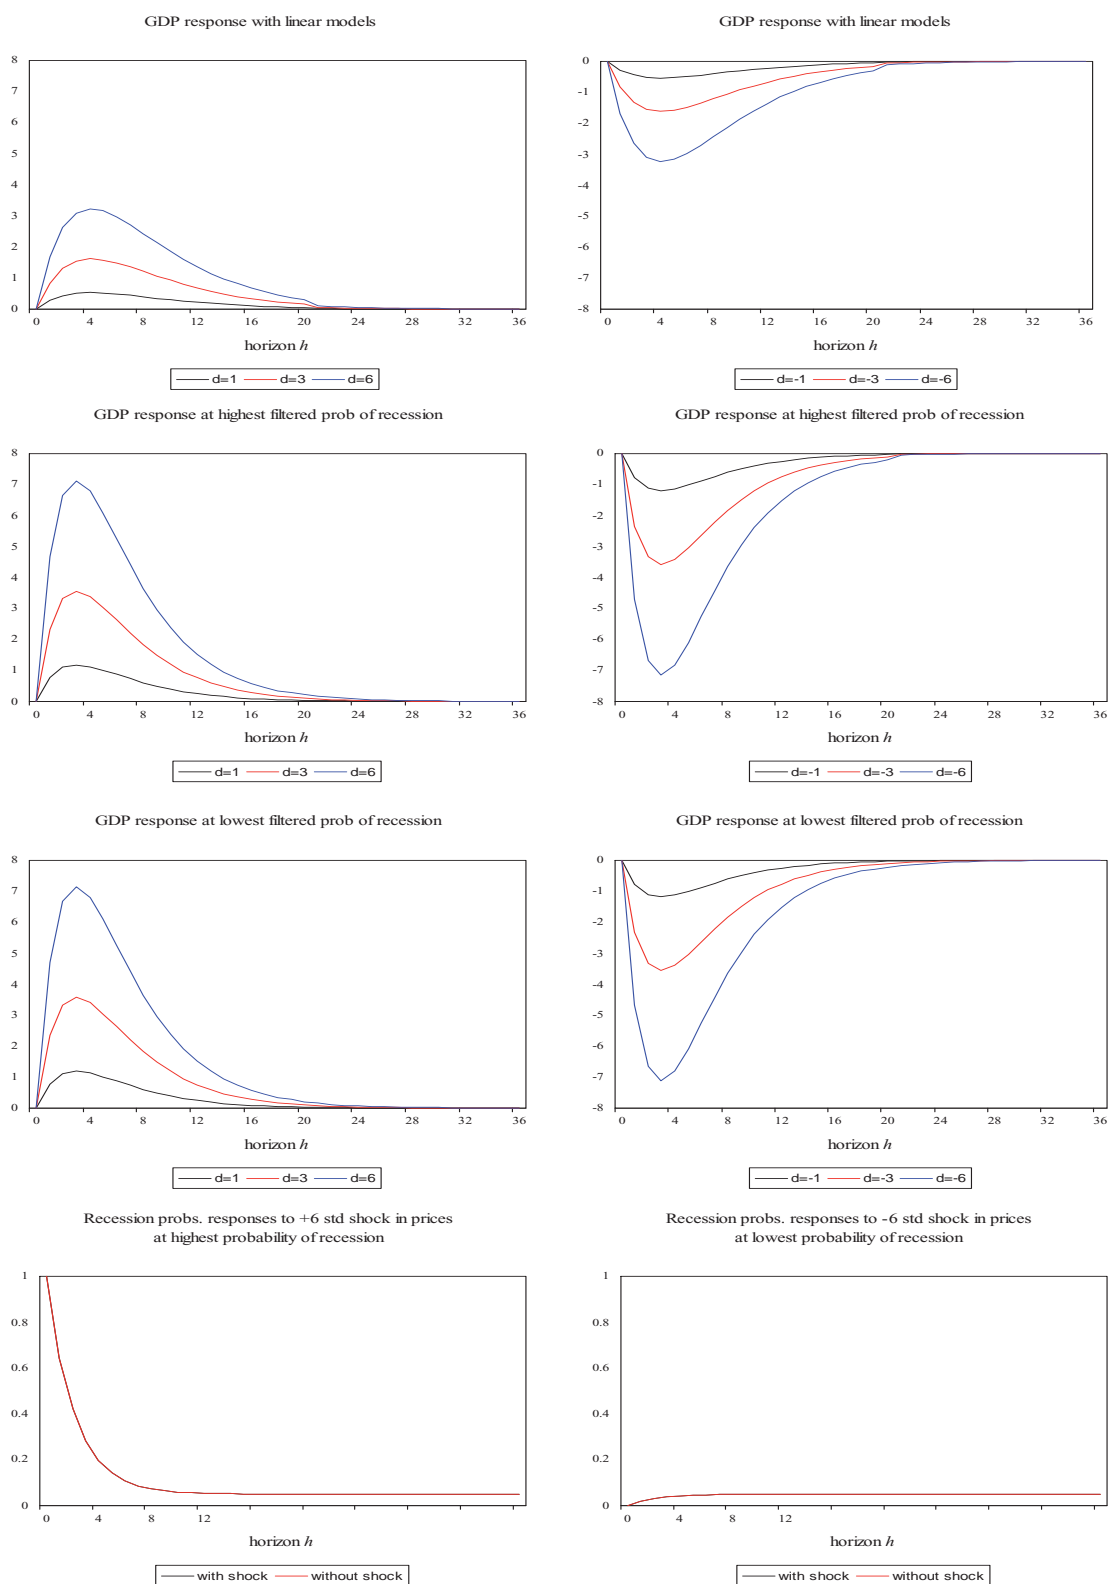 GDP response with linear models
8
7
6
5
4
3
2
1
0
0 4 8 12 16 20 24 28 32 36
horizon h
d=1 d=3 d=6
GDP response with linear models
0
-1
-2
-3
-4
-5
-6
-7
-8
0 4 8 12 16 20 24 28 32 36
horizon h
d=-1 d=-3 d=-6
GDP response at highest filtered prob of recession
8
7
6
5
4
3
2
1
0
0 4 8 12 16 20 24 28 32 36
horizon h
d=1 d=3 d=6
GDP response at highest filtered prob of recession
0
-1
-2
-3
-4
-5
-6
-7
-8
0 4 8 12 16 20 24 28 32 36
horizon h
d=-1 d=-3 d=-6
GDP response at lowest filtered prob of recession
8
7
6
5
4
3
2
1
0
0 4 8 12 16 20 24 28 32 36
horizon h
d=1 d=3 d=6
GDP response at lowest filtered prob of recession
0
-1
-2
-3
-4
-5
-6
-7
-8
0 4 8 12 16 20 24 28 32 36
horizon h
d=-1 d=-3 d=-6
Recession probs. responses to +6 std shock in prices
at highest probability of recession
1
0.8
0.6
0.4
0.2
0
0 4 8 12
horizon h
with shock without shock
Recession probs. responses to -6 std shock in prices
at lowest probability of recession
1
0.8
0.6
0.4
0.2
0
0 4 8 12
horizon h
with shock without shock